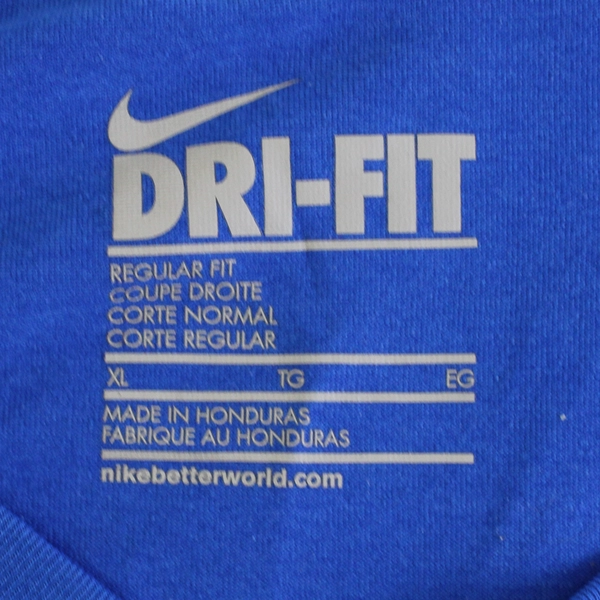 DRI-FIT
REGULAR FIT
COUPE DROITE
CORTE NORMAL
CORTE REGULAR
XL TG EG
MADE IN HONDURAS
FABRIQUE AU HONDURAS
nikebetterworld.com